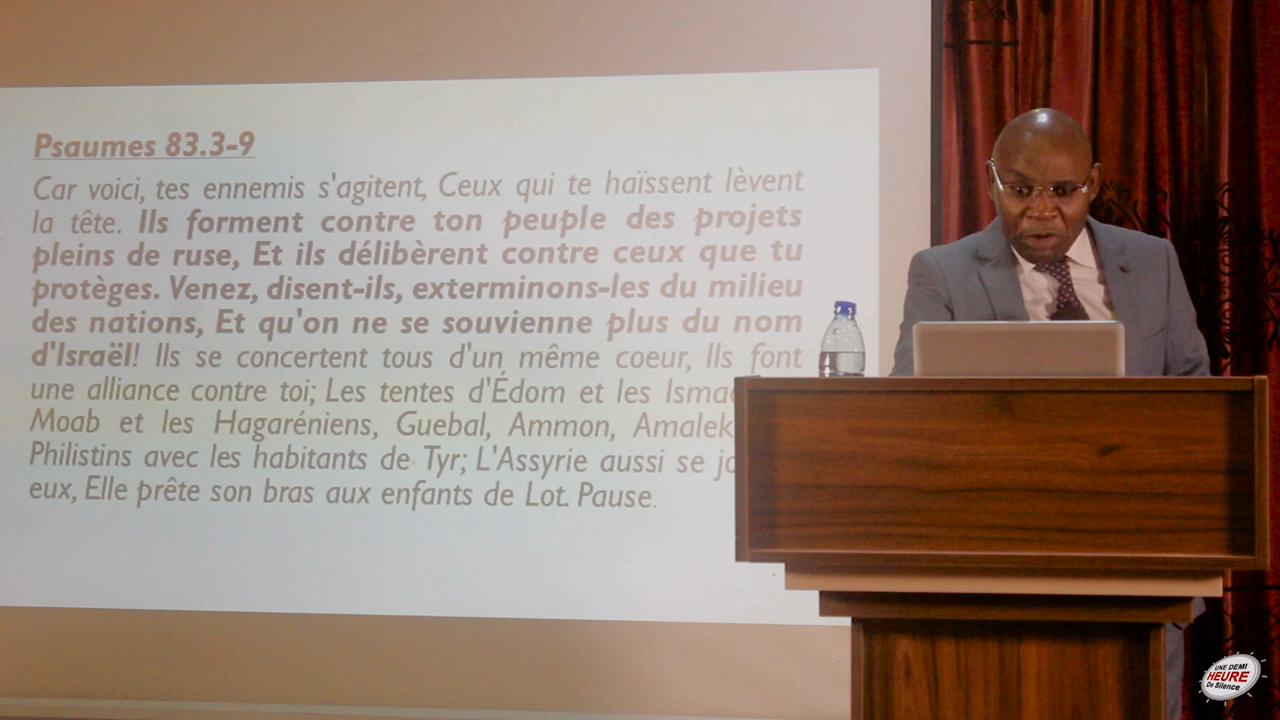 Psaumes 83.3-9
Car voici, tes ennemis s'agitent, Ceux qui te haïssent lèvent
la tête. Ils forment contre ton peuple des projets
pleins de ruse, Et ils délibèrent contre ceux que tu
protèges. Venez, disent-ils, exterminons-les du milieu
des nations, Et qu'on ne se souvienne plus du nom
d'Israël! Ils se concertent tous d'un même coeur, Ils font
une alliance contre toi; Les tentes d'Édom et les
Moab et les Hagaréniens, Guebal, Ammon, Amalek
Philistins avec les habitants de Tyr; L'Assyrie aussi se
eux, Elle prête son bras aux enfants de Lot. Pause.
UNE DEMI
HEURE
De Silence